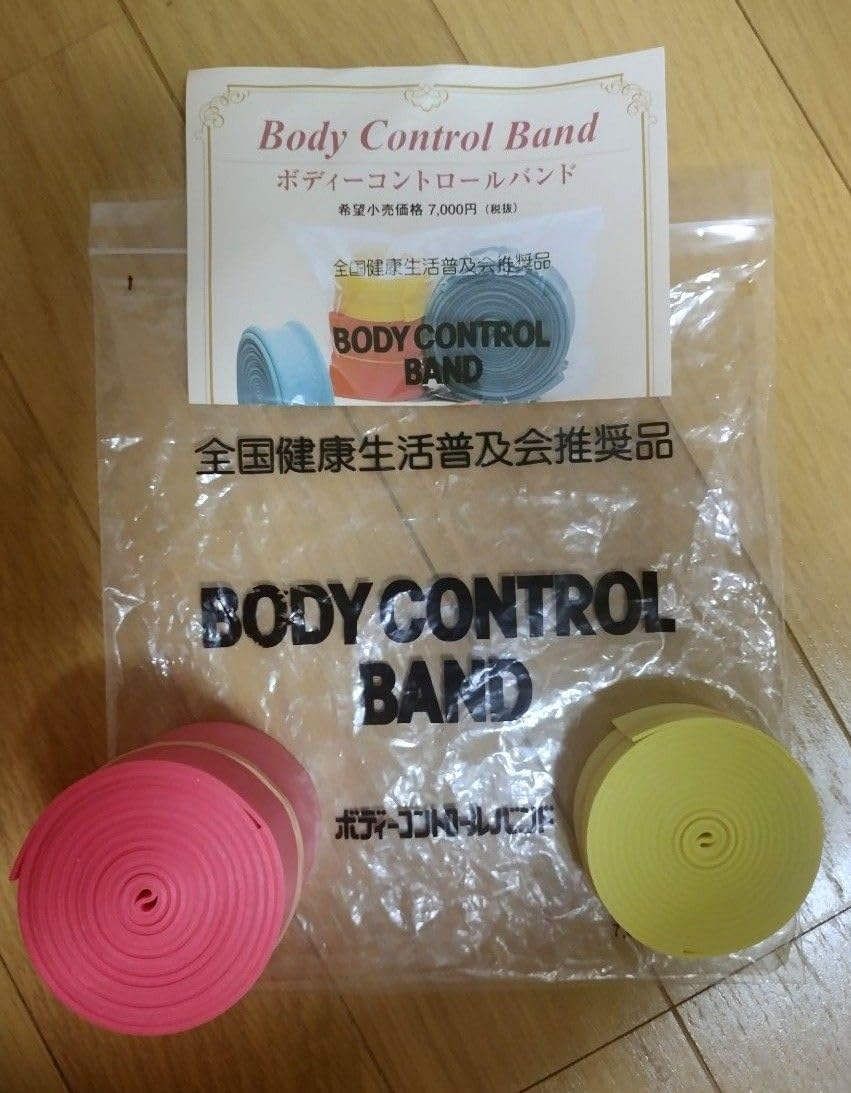 Body Control Band
ボディーコントロールバンド
希望小売価格 7,000円（税抜）
全国健康生活普及会推奨品
BODY CONTROL
BAND
全国健康生活普及会推奨品
BODY CONTROL
BAND
ボディーコントロールバンド